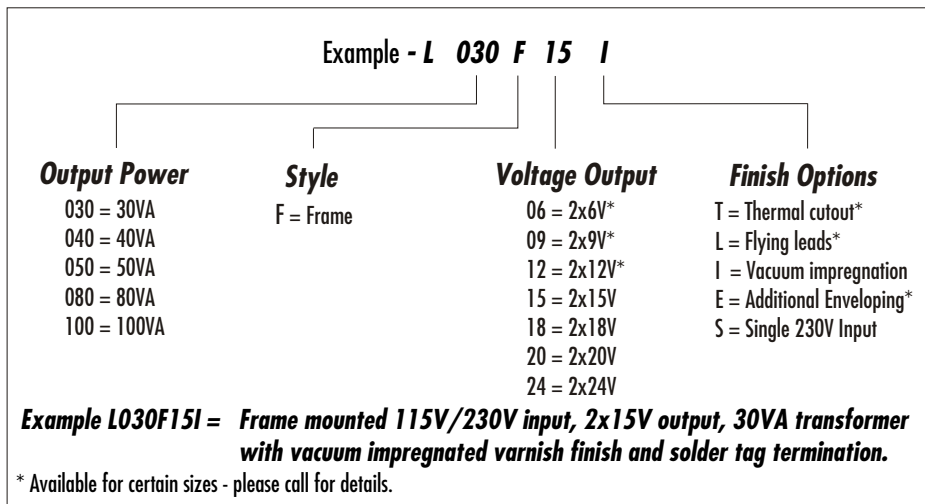 Example - L 030 F 15 I
Output Power
030 = 30VA
040 = 40VA
050 = 50VA
080 = 80VA
100 = 100VA
Style
F = Frame
Voltage Output
06 = 2x6V*
09 = 2x9V*
12 = 2x12V*
15 = 2x15V
18 = 2x18V
20 = 2x20V
24 = 2x24V
Finish Options
T = Thermal cutout*
L = Flying leads*
I = Vacuum impregnation
E = Additional Enveloping*
S = Single 230V Input
Example L030F15I = Frame mounted 115V/230V input, 2x15V output, 30VA transformer
with vacuum impregnated varnish finish and solder tag termination.
* Available for certain sizes - please call for details.